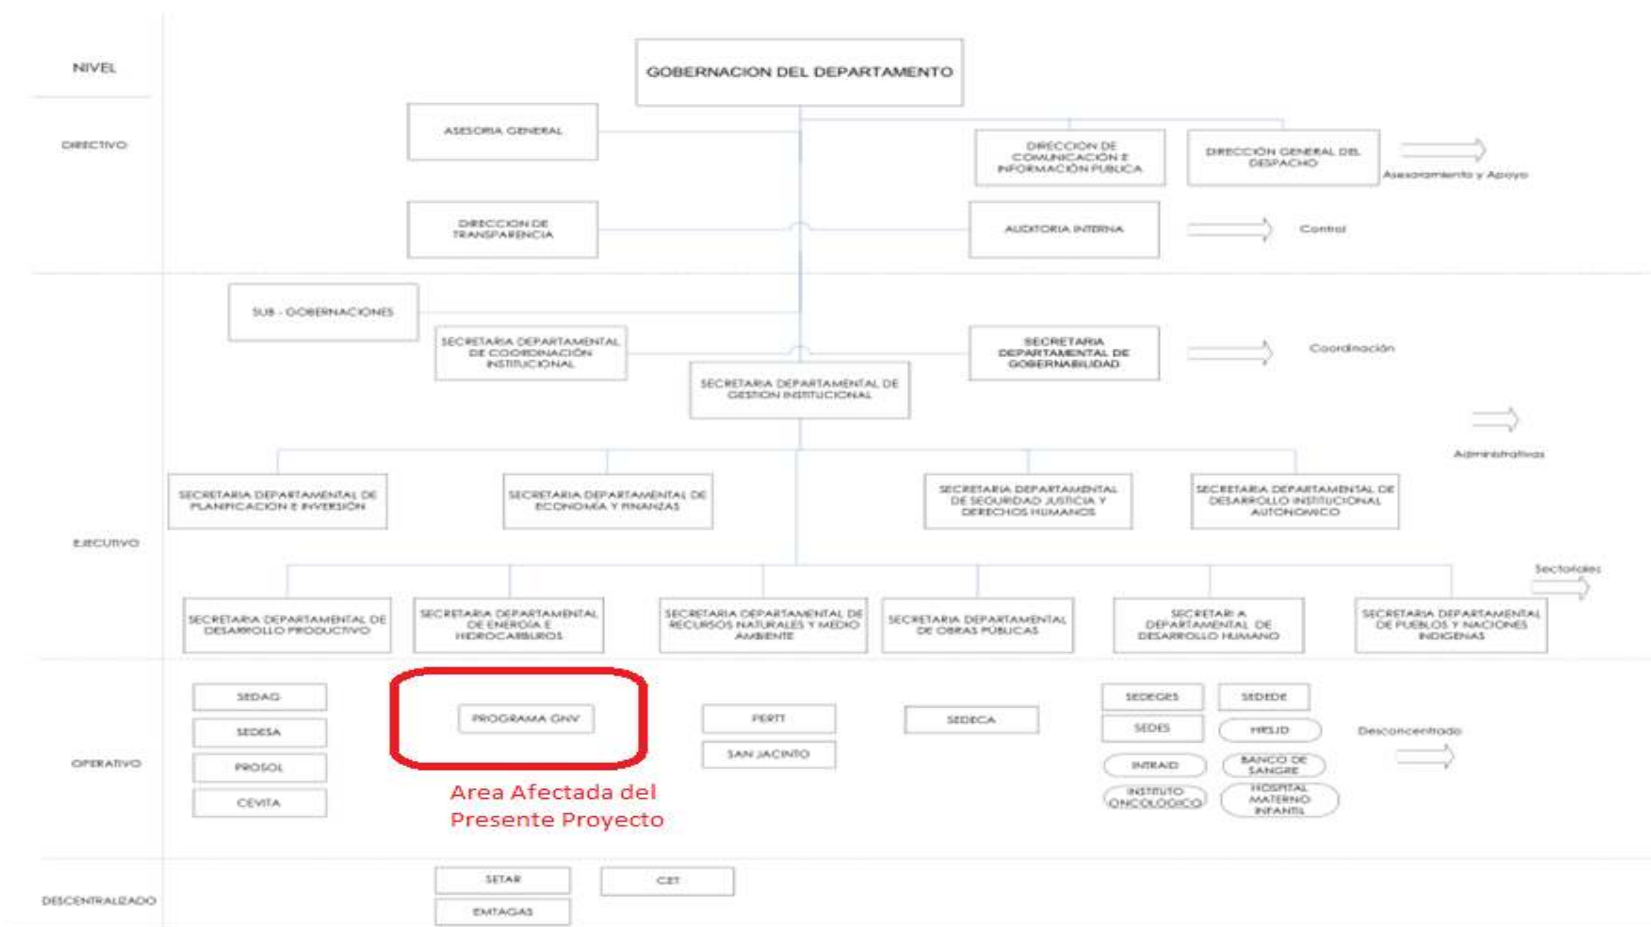 NIVEL
GOBERNACION DEL DEPARTAMENTO
DIRECTIVO
ASESORIA GENERAL
DIRECCION DE
COMUNICACIÓN E
INFORMACIÓN PUBLICA
DIRECCIÓN GENERAL DEL
DESPACHO
Asesoramiento y Apoyo
DIRECCION DE
TRANSPARENCIA
AUDITORIA INTERNA
Control
SUB - GOBERNACIONES
SECRETARIA DEPARTAMENTAL
DE COORDINACIÓN
INSTITUCIONAL
SECRETARIA
DEPARTAMENTAL DE
GOBERNABILIDAD
Coordinación
SECRETARIA DEPARTAMENTAL DE
GESTION INSTITUCIONAL
Administrativas
SECRETARIA DEPARTAMENTAL DE
PLANIFICACION E INVERSIÓN
SECRETARIA DEPARTAMENTAL DE
ECONOMÍA Y FINANZAS
SECRETARIA DEPARTAMENTAL
DE SEGURIDAD JUSTICIA Y
DERECHOS HUMANOS
SECRETARIA DEPARTAMENTAL DE
DESARROLLO INSTITUCIONAL
AUTONOMICO
EJECUTIVO
Sectoriales
SECRETARIA DEPARTAMENTAL DE
DESARROLLO PRODUCTIVO
SECRETARIA DEPARTAMENTAL
DE ENERGÍA E
HIDROCARBUROS
SECRETARIA DEPARTAMENTAL DE
RECURSOS NATURALES Y MEDIO
AMBIENTE
SECRETARIA DEPARTAMENTAL
DE OBRAS PÚBLICAS
SECRETARI A
DEPARTAMENTAL DE
DESARROLLO HUMANO
SECRETARIA DEPARTAMENTAL
DE PUEBLOS Y NACIONES
INDIGENAS
OPERATIVO
SEDAG
SEDESA
PROSOL
CEVITA
PROGRAMA GNV
Area Afectada del
Presente Proyecto
PERTT
SAN JACINTO
SEDECA
SEDEGES
SEDEDE
SEDES
HRSJD
INTRAID
BANCO DE
SANGRE
INSTITUTO
ONCOLOGICO
HOSPITAL
MATERNO
INFANTIL
Desconcentrado
DESCENTRALIZADO
SETAR
CET
EMTAGAS